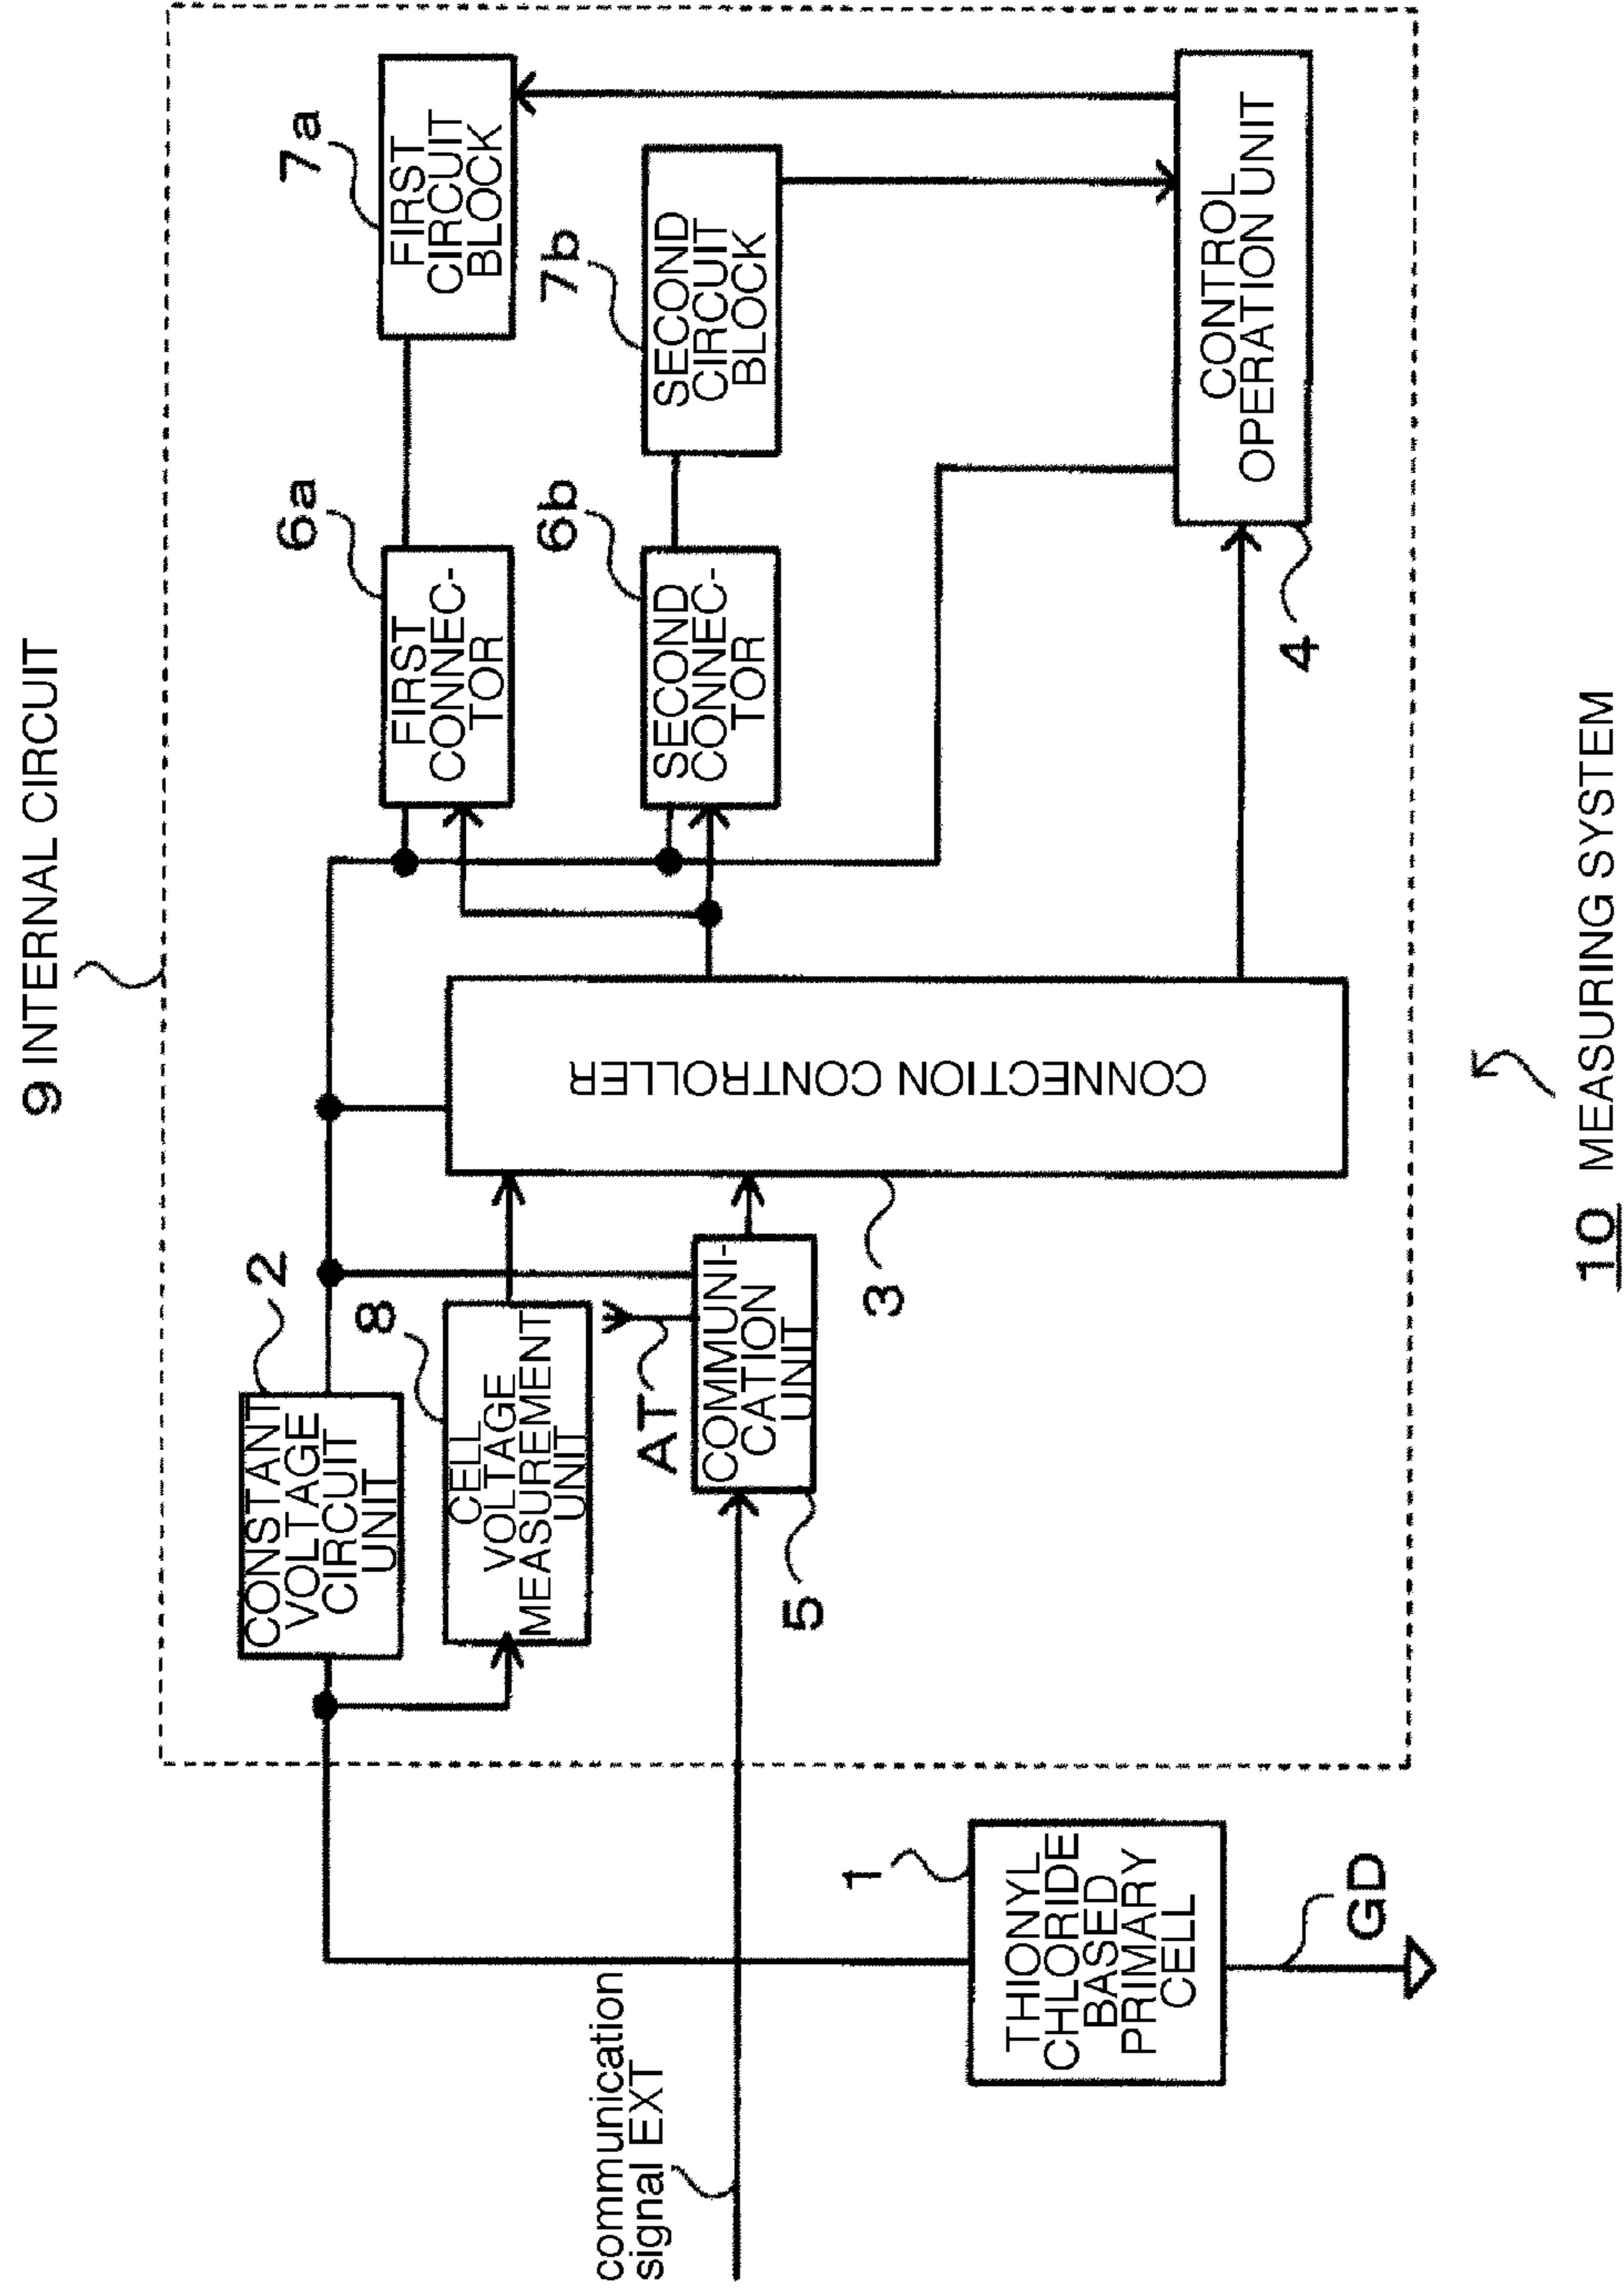 9 INTERNAL CIRCUIT
7a
FIRST
CIRCUIT
BLOCK
7b
SECOND
CIRCUIT
BLOCK
6a
FIRST
CONNEC-
TOR
6b
SECOND
CONNEC-
TOR
CONTROL
OPERATION UNIT
4
CONNECTION CONTROLLER
3
2
CONSTANT
VOLTAGE
CIRCUIT
UNIT
8
CELL
VOLTAGE
MEASUREMENT
UNIT
AT
COMMUNI-
CATION
UNIT
5
communication
signal EXT
1
THIONYL
CHLORIDE
BASED
PRIMARY
CELL
GD
10 MEASURING SYSTEM